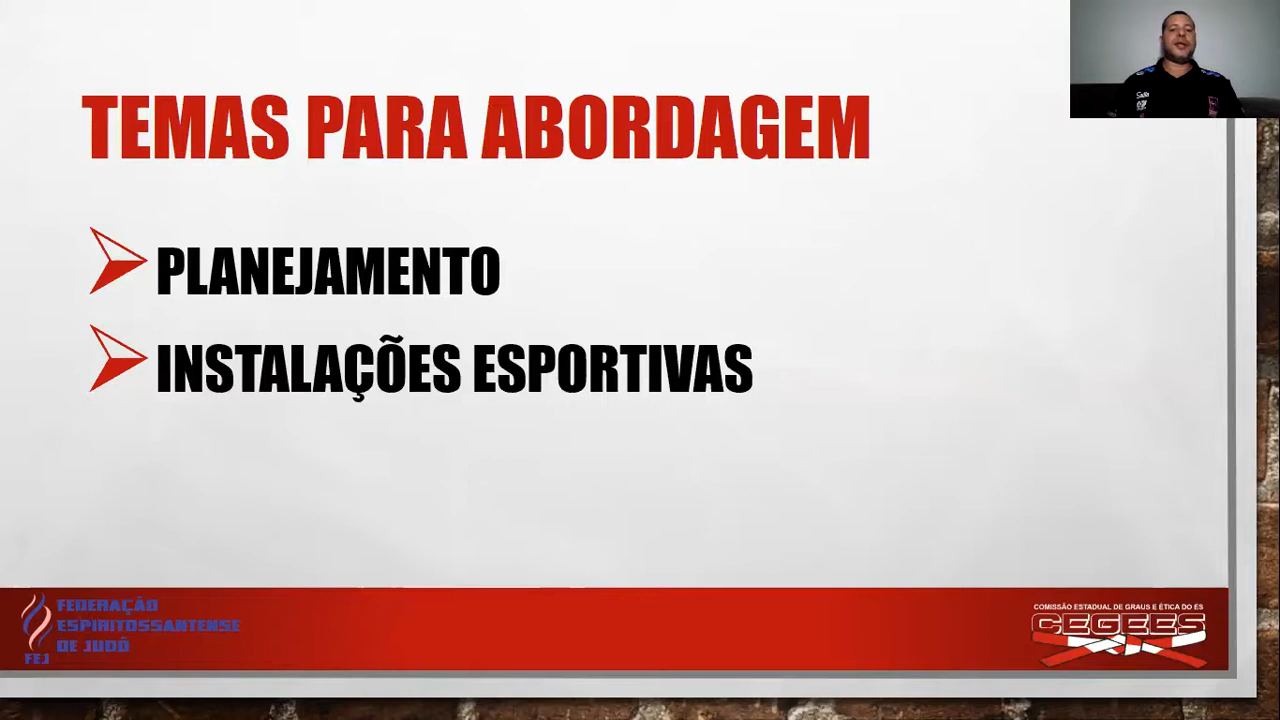 TEMAS PARA ABORDAGEM
PLANEJAMENTO
INSTALAÇÕES ESPORTIVAS
FEDERAÇÃO
ESPIRITOSSANTENSE
DE JUDÔ
FEJ
COMISSÃO ESTADUAL DE GRAUS E ÉTICA DO ES
CEGEES